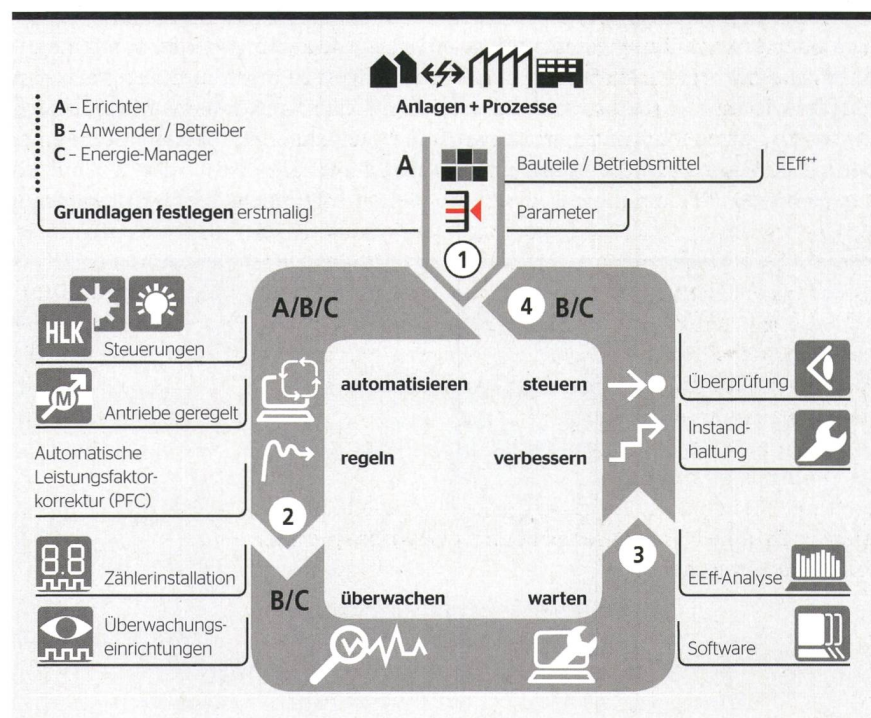 Anlagen + Prozesse
A – Errichter
B – Anwender / Betreiber
C – Energie-Manager
Grundlagen festlegen erstmalig!
A
Bauteile / Betriebsmittel
EEff++
Parameter
1
A/B/C
4
B/C
HLK
Steuerungen
M
Antriebe geregelt
Automatische
Leistungsfaktor-
korrektur (PFC)
automatisieren
steuern
regeln
verbessern
Überprüfung
Instand-
haltung
2
3
8.8
Zählerinstallation
Überwachungs-
einrichtungen
B/C
überwachen
warten
EEff-Analyse
Software